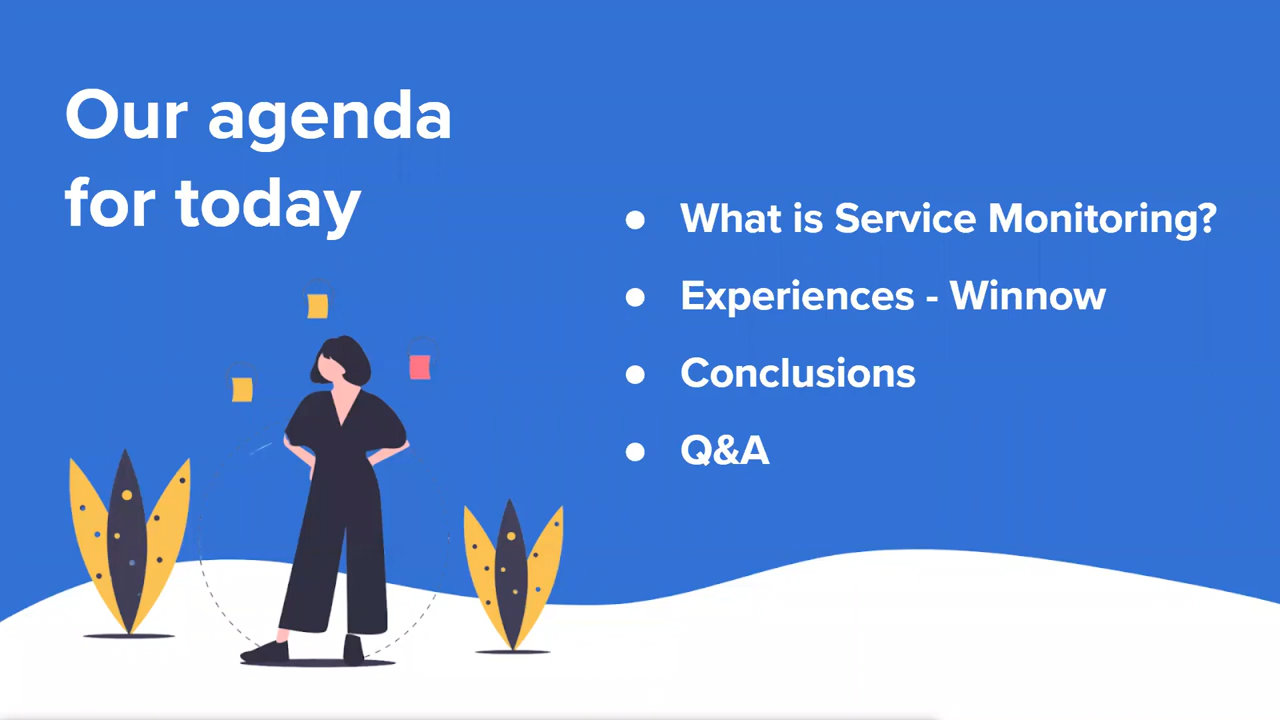 Our agenda
for today
● What is Service Monitoring?
● Experiences - Winnow
● Conclusions
● Q&A